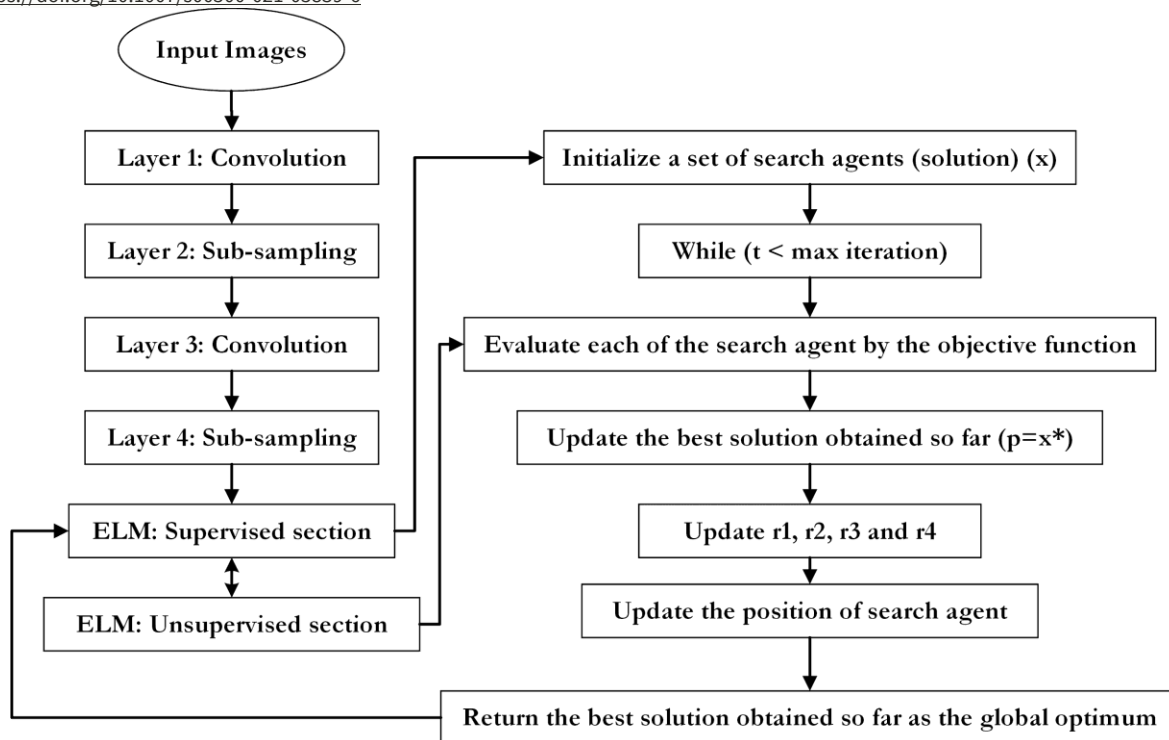 Input Images
Layer 1: Convolution
Layer 2: Sub-sampling
Layer 3: Convolution
Layer 4: Sub-sampling
ELM: Supervised section
ELM: Unsupervised section
Initialize a set of search agents (solution) (x)
While (t < max iteration)
Evaluate each of the search agent by the objective function
Update the best solution obtained so far (p=x*)
Update r1, r2, r3 and r4
Update the position of search agent
Return the best solution obtained so far as the global optimum